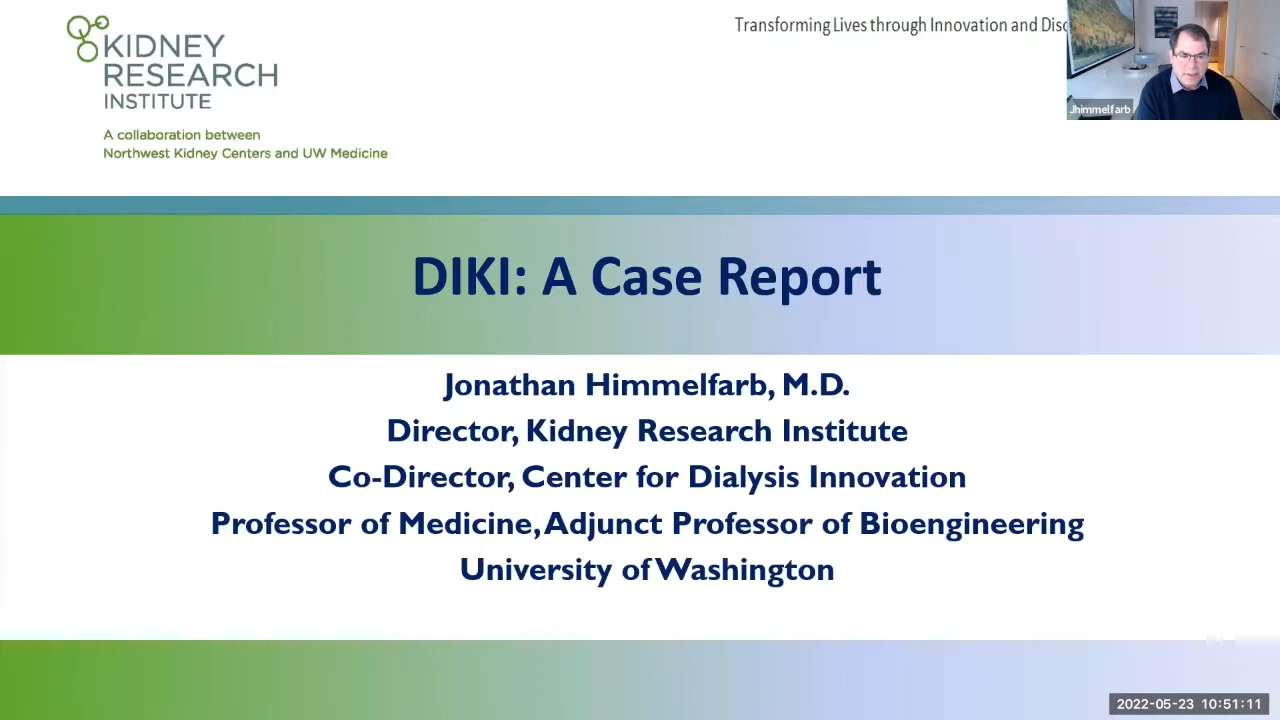 KIDNEY
RESEARCH
INSTITUTE
A collaboration between
Northwest Kidney Centers and UW Medicine
Transforming Lives through Innovation and
Jhimmelfarb
DIKI: A Case Report
Jonathan Himmelfarb, M.D.
Director, Kidney Research Institute
Co-Director, Center for Dialysis Innovation
Professor of Medicine, Adjunct Professor of Bioengineering
University of Washington
2022-05-23 10:51:11